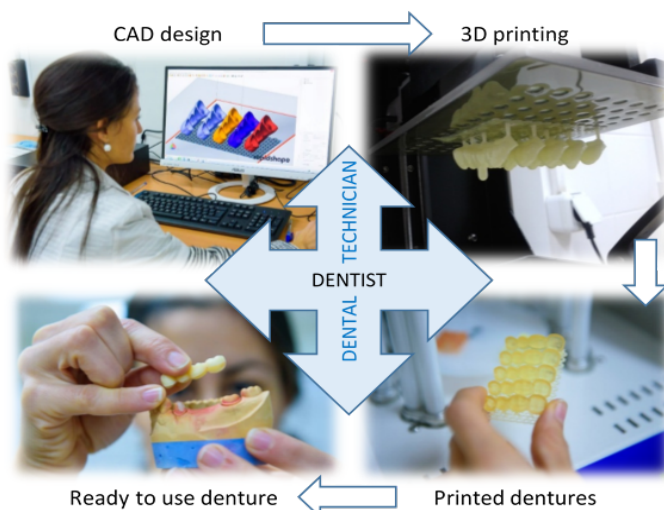 CAD design
3D printing
DENTAL TECHNICIAN
DENTIST
Ready to use denture
Printed dentures